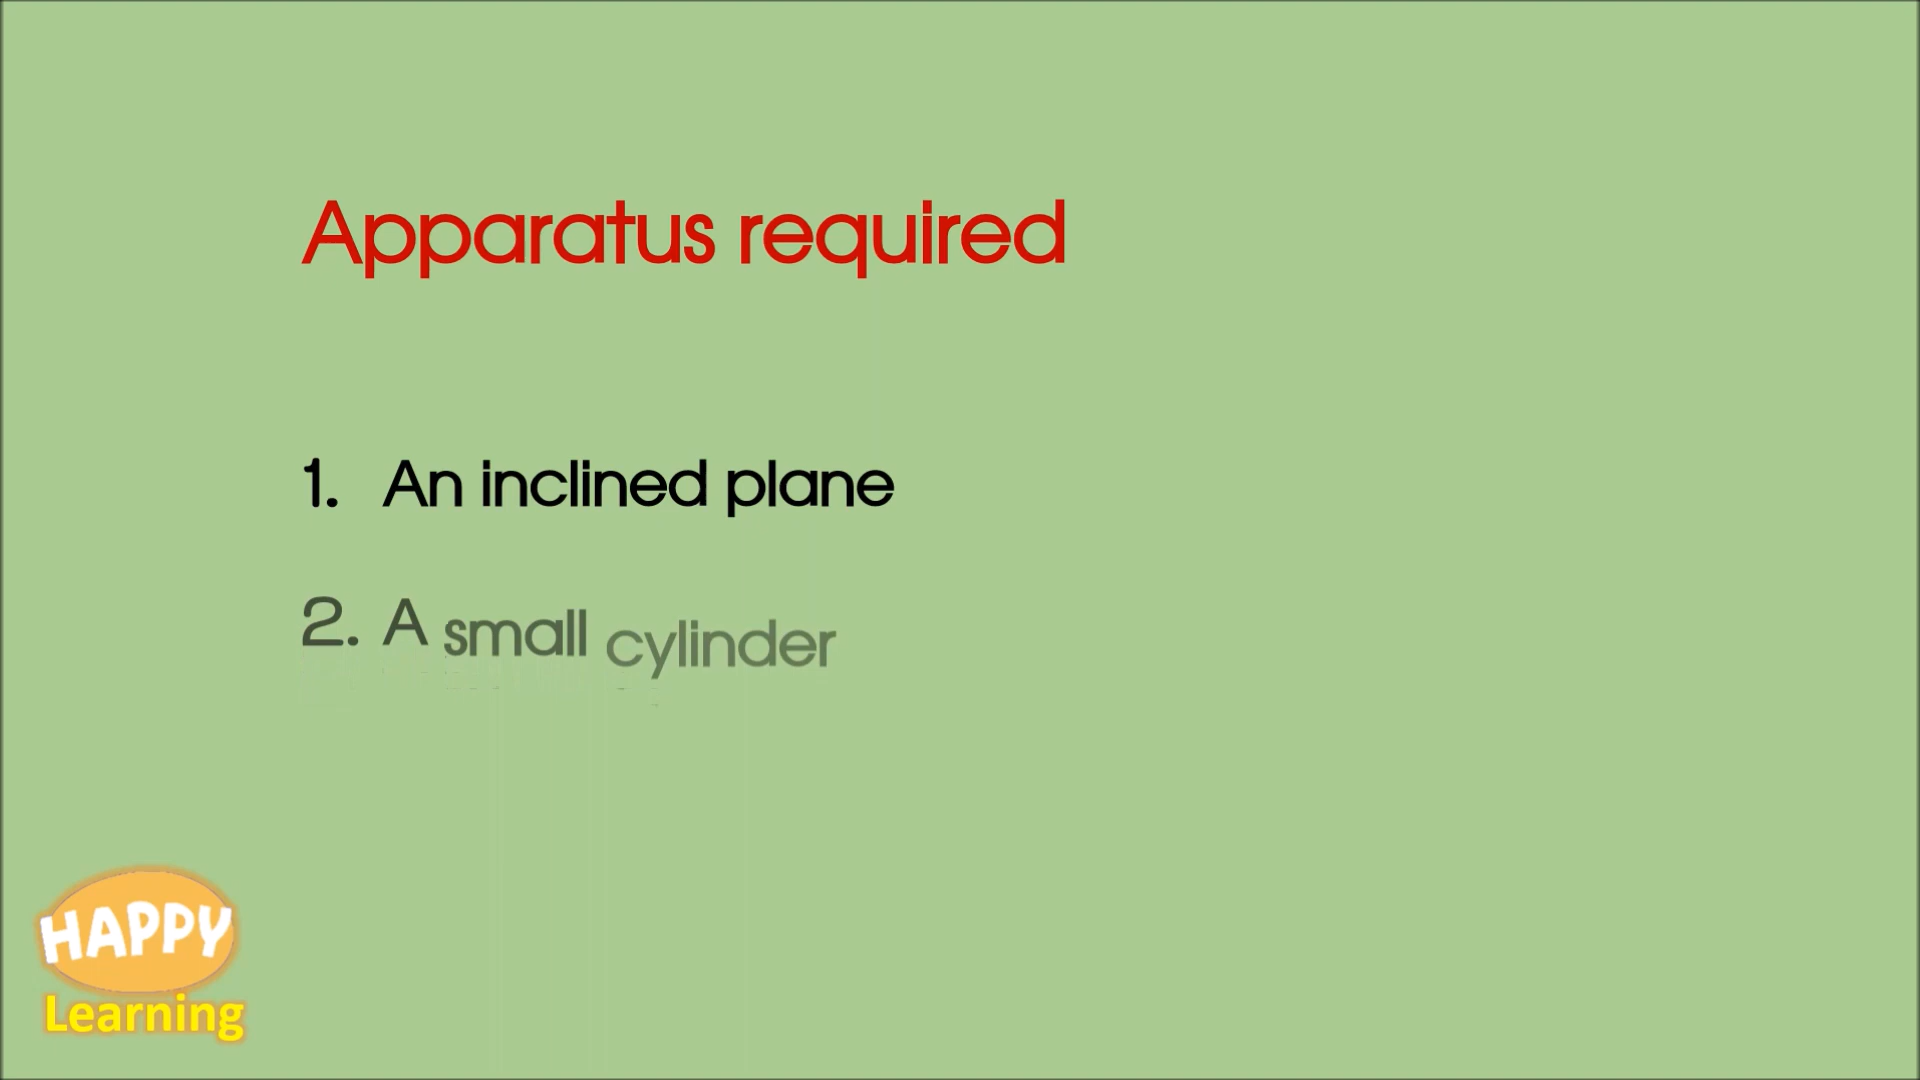 Apparatus required
1. An inclined plane
2. A small cylinder
HAPPY
Learning